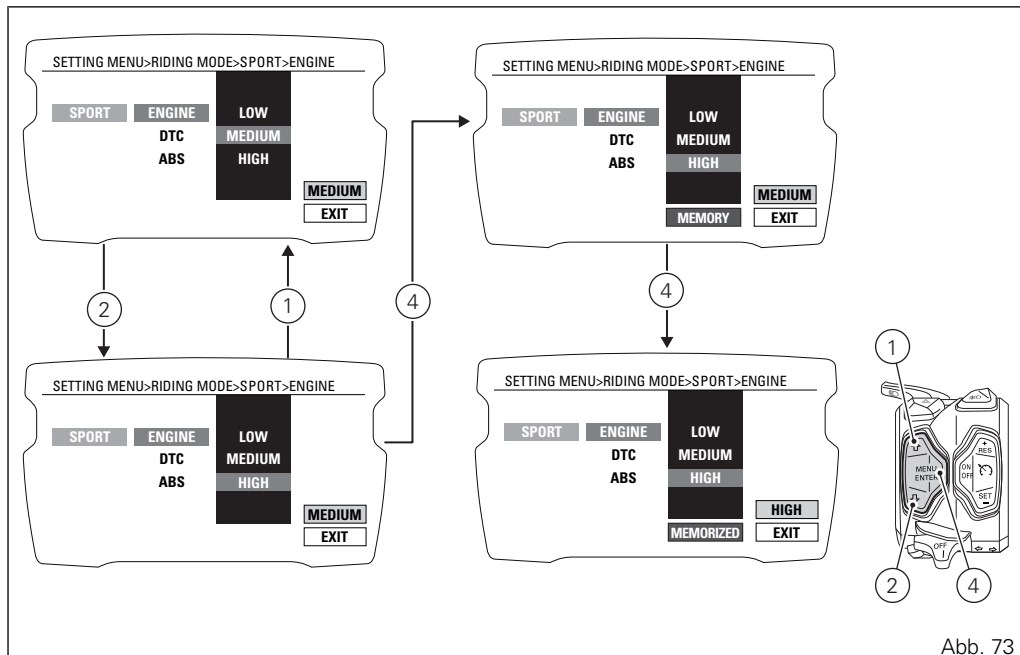 SETTING MENU>RIDING MODE>SPORT>ENGINE
SPORT ENGINE LOW
DTC MEDIUM
ABS HIGH
MEDIUM
EXIT
SETTING MENU>RIDING MODE>SPORT>ENGINE
SPORT ENGINE LOW
DTC MEDIUM
ABS HIGH
MEDIUM
MEMORY EXIT
2
1
4
4
SETTING MENU>RIDING MODE>SPORT>ENGINE
SPORT ENGINE LOW
DTC MEDIUM
ABS HIGH
MEDIUM
EXIT
SETTING MENU>RIDING MODE>SPORT>ENGINE
SPORT ENGINE LOW
DTC MEDIUM
ABS HIGH
HIGH
MEMORIZED EXIT
1
+
RES
MENU
ENTER
ON
OFF
SET
−
OFF
2
4
Abb. 73